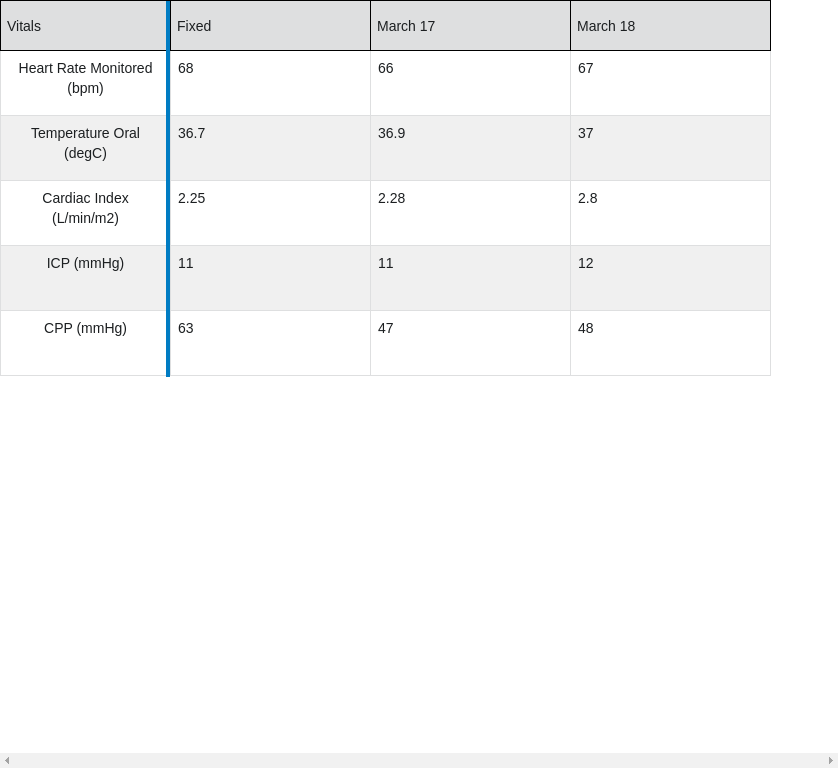 Vitals Fixed March 17 March 18
Heart Rate Monitored 68 66 67
(bpm)
Temperature Oral 36.7 36.9 37
(degC)
Cardiac Index 2.25 2.28 2.8
(L/min/m2)
ICP (mmHg) 11 11 12
CPP (mmHg) 63 47 48